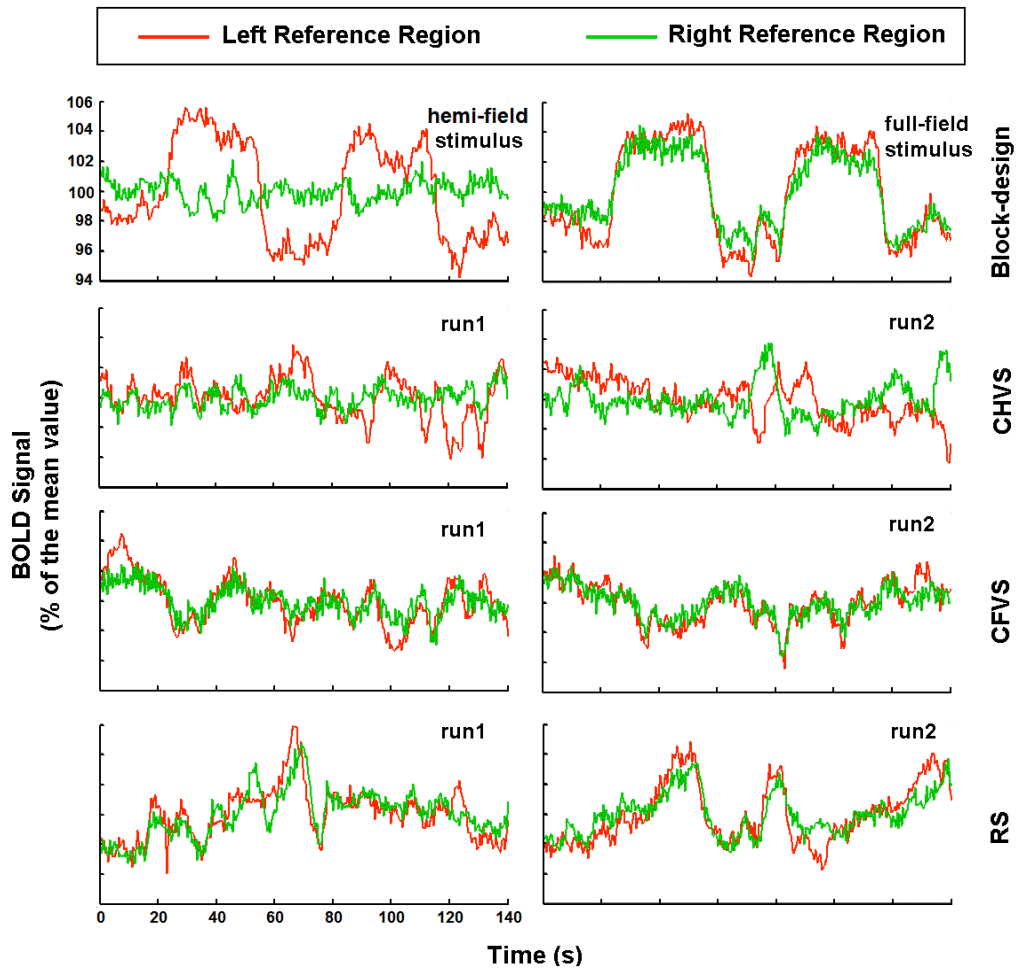 Left Reference Region
Right Reference Region
106
104
102
100
98
96
94
hemi-field
stimulus
full-field
stimulus
Block-design
run1
run2
CHVS
BOLD Signal
(% of the mean value)
run1
run2
CFVS
run1
run2
RS
0 20 40 60 80 100 120 140
Time (s)